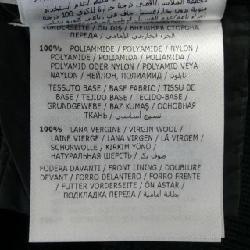 ПЕРЕДА / الجزء الخارجي الأمامي
100% POLIAMMIDE / POLYAMIDE / NYLON /
POLYAMIDE / POLIAMIDA / POLIAMIDA /
POLYAMID ODER NYLON / POLYAMID VEYA
NAYLON / НЕЙЛОН, ПОЛИАМИД / نايلون
TESSUTO BASE / BASE FABRIC / TISSU DE
BASE / TEJIDO BASE / TECIDO BASE /
GRUNDGEWEBE / BAZ KUMAŞ / ОСНОВНАЯ
ТКАНЬ / نسيج أساسي
100% LANA VERGINE / VIRGIN WOOL /
LAINE VIERGE / LANA VIRGEN / LÃ VIRGEM /
SCHURWOLLE / KIRKIM YÜNÜ /
НАТУРАЛЬНАЯ ШЕРСТЬ / صوف بكر
FODERA DAVANTI / FRONT LINING / DOUBLURE
DEVANT / FORRO DELANTERO / FORRO FRENTE
/ FUTTER VORDERSEITE / ÖN ASTAR /
ПОДКЛАДКА ПЕРЕДА / بطانة أمامية